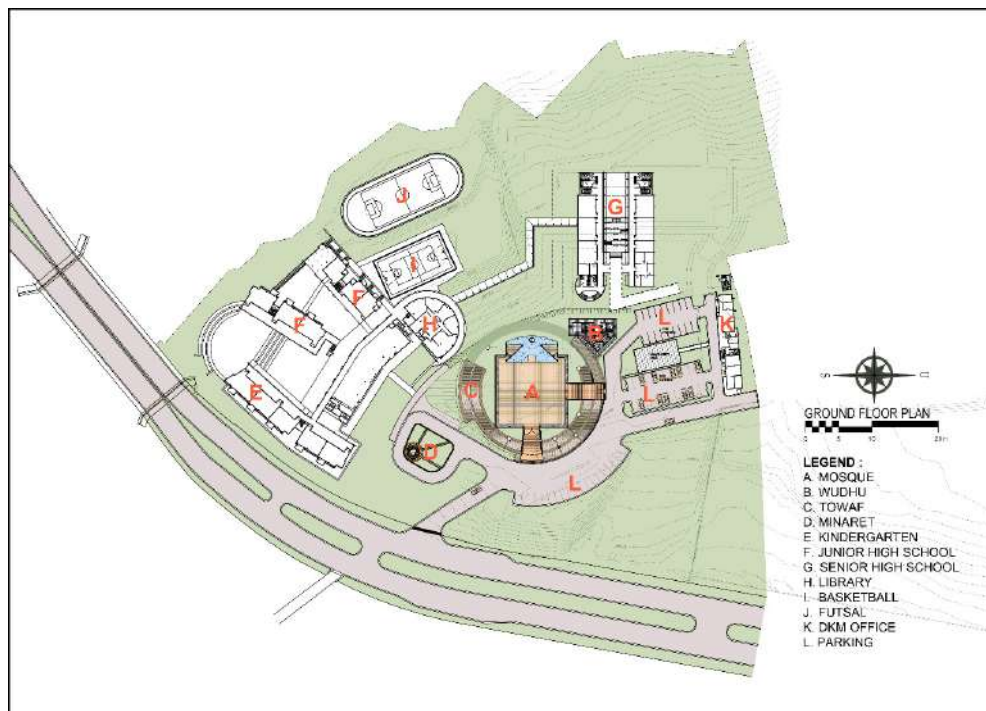 J
G
I
F
H
F
B
L
K
E
C
A
L
D
L
S
U
GROUND FLOOR PLAN
0
5
10
20m
LEGEND :
A. MOSQUE
B. WUDHU
C. TOWAF
D. MINARET
E. KINDERGARTEN
F. JUNIOR HIGH SCHOOL
G. SENIOR HIGH SCHOOL
H. LIBRARY
I. BASKETBALL
J. FUTSAL
K. DKM OFFICE
L. PARKING